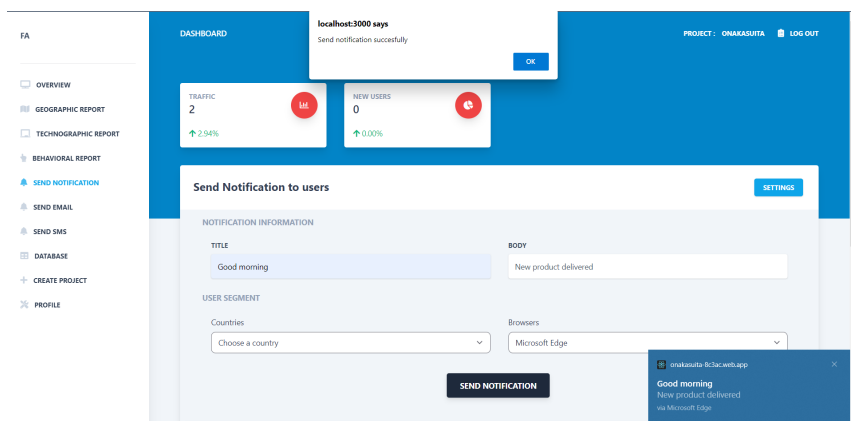 FA
OVERVIEW
GEOGRAPHIC REPORT
TECHNOGRAPHIC REPORT
BEHAVIORAL REPORT
SEND NOTIFICATION
SEND EMAIL
SEND SMS
DATABASE
CREATE PROJECT
PROFILE
DASHBOARD
localhost:3000 says
Send notification succesfully
OK
PROJECT : ONAKASUITA LOG OUT
TRAFFIC
2
2.94%
NEW USERS
0
0.00%
Send Notification to users
SETTINGS
NOTIFICATION INFORMATION
TITLE BODY
Good morning New product delivered
USER SEGMENT
Countries Browsers
Choose a country Microsoft Edge
SEND NOTIFICATION
onakasuita-8c3ac.web.app
Good morning
New product delivered
via Microsoft Edge